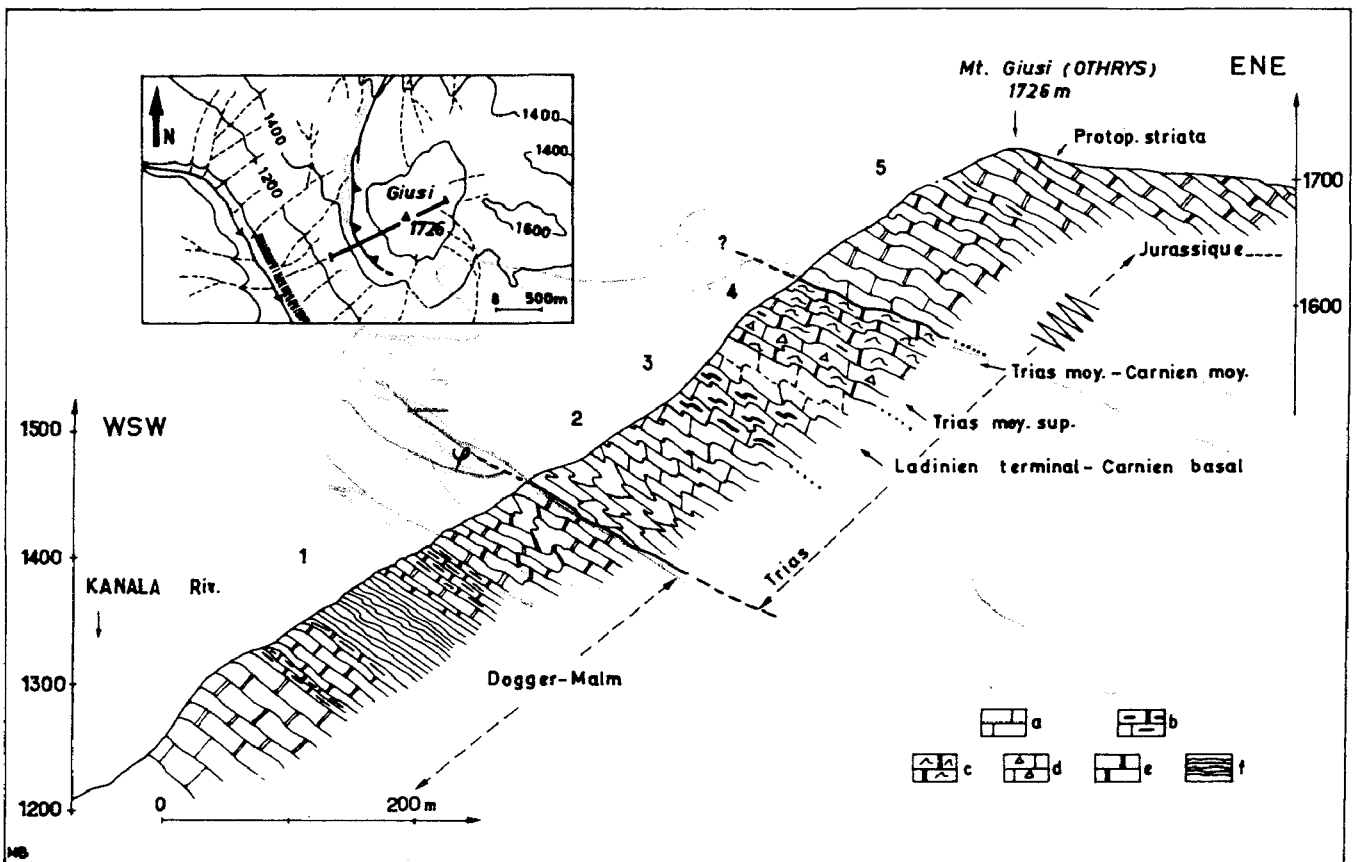 Mt. Giusi (OTHRYS)
1726 m
ENE
Protop. striata
N
1400
1200
1400
1400
Giusi
1726
1600
500m
5
1700
?
Jurassique
4
1600
3
Trias moy. - Carnien moy.
Trias moy. sup.
1500
WSW
2
φ
Ladinien terminal - Carnien basal
1400
1
Trias
KANALA Riv.
Dogger-Malm
1300
a
b
c
d
e
f
1200
0
200 m
MB